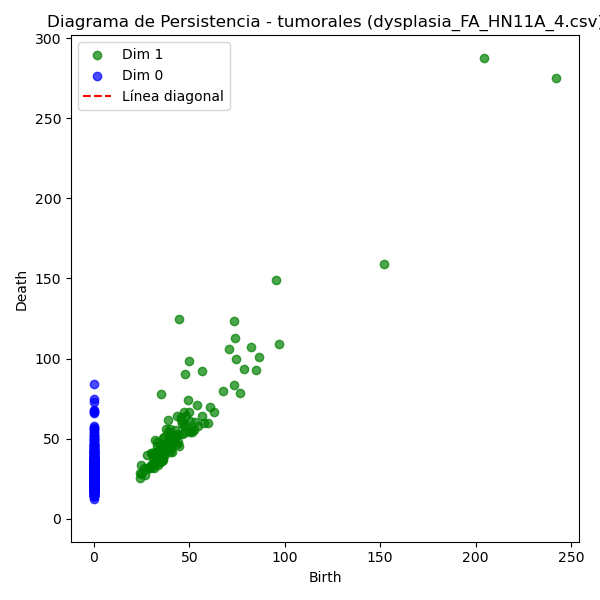 Diagrama de Persistencia - tumorales (dysplasia_FA_HN11A_4.csv)
Dim 1
Dim 0
Línea diagonal
300
250
200
150
100
50
0
Death
0
50
100
150
200
250
Birth